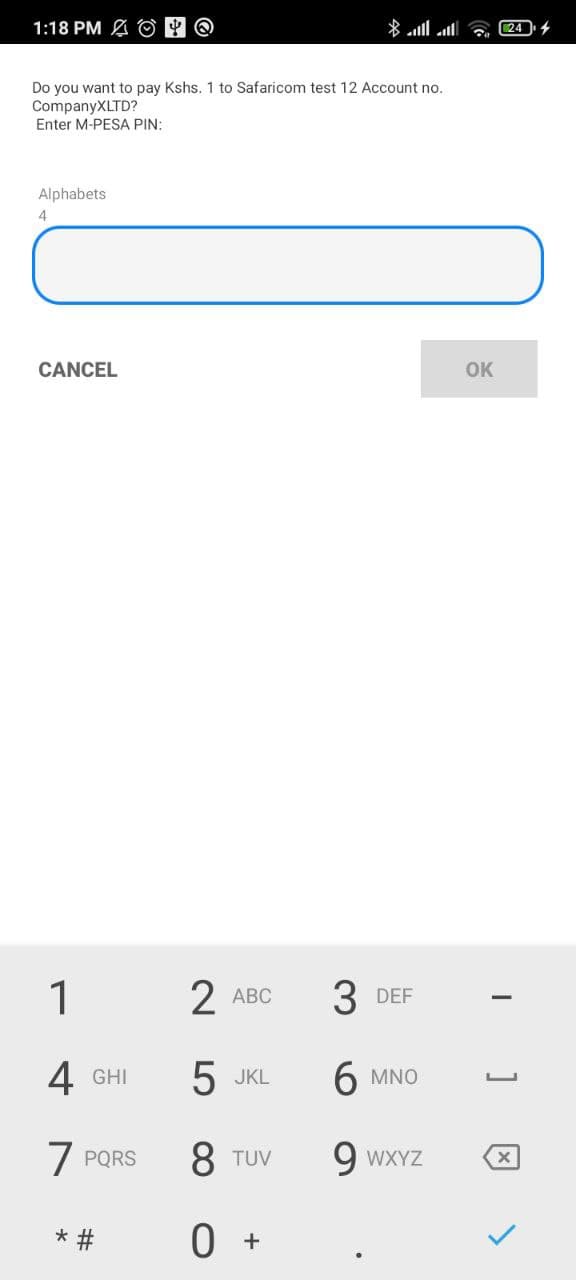 1:18 PM
24
Do you want to pay Kshs. 1 to Safaricom test 12 Account no.
CompanyXLTD?
Enter M-PESA PIN:
Alphabets
4
CANCEL
OK
1
2 ABC
3 DEF
–
4 GHI
5 JKL
6 MNO
7 PQRS
8 TUV
9 WXYZ
* #
0 +
.